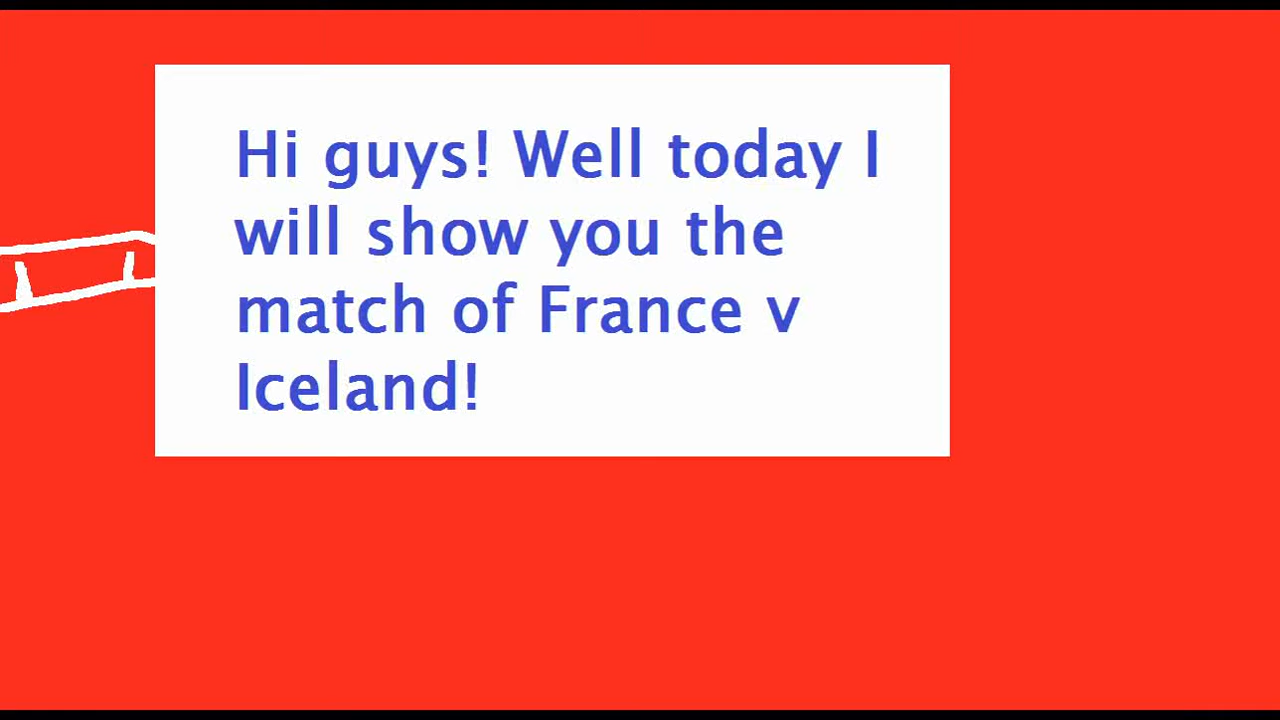 Hi guys! Well today I
will show you the
match of France v
Iceland!